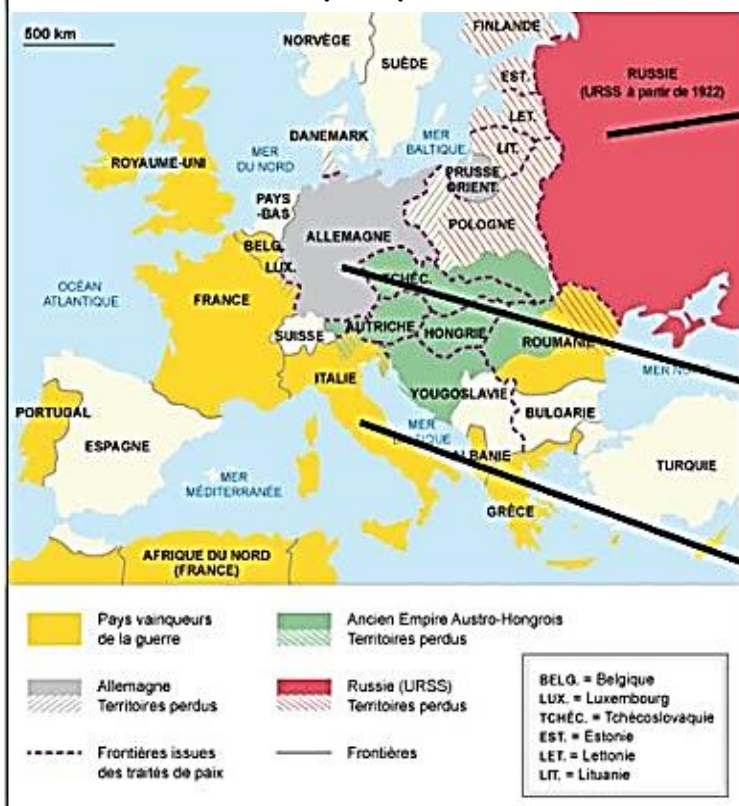 500 km
FINLANDE
NORVÈGE
SUÈDE
RUSSIE
(URSS à partir de 1922)
EST.
LET.
DANEMARK
MER
BALTIQUE
LIT.
ROYAUME-UNI
MER
DU NORD
PRUSSE
ORIENT.
PAYS
-BAS
POLOGNE
ALLEMAGNE
BELG.
LUX.
TCHÉC.
OCÉAN
ATLANTIQUE
FRANCE
AUTRICHE
HONGRIE
SUISSE
ROUMANIE
ITALIE
MER
YOUGOSLAVIE
PORTUGAL
BULGARIE
ESPAGNE
MER
ALBANIE
TURQUIE
MER
MÉDITERRANÉE
GRÈCE
AFRIQUE DU NORD
(FRANCE)
Pays vainqueurs
de la guerre
Ancien Empire Austro-Hongrois
Territoires perdus
Allemagne
Territoires perdus
Russie (URSS)
Territoires perdus
Frontières issues
des traités de paix
Frontières
BELG. = Belgique
LUX. = Luxembourg
TCHÉC. = Tchécoslovaquie
EST. = Estonie
LET. = Lettonie
LIT. = Lituanie